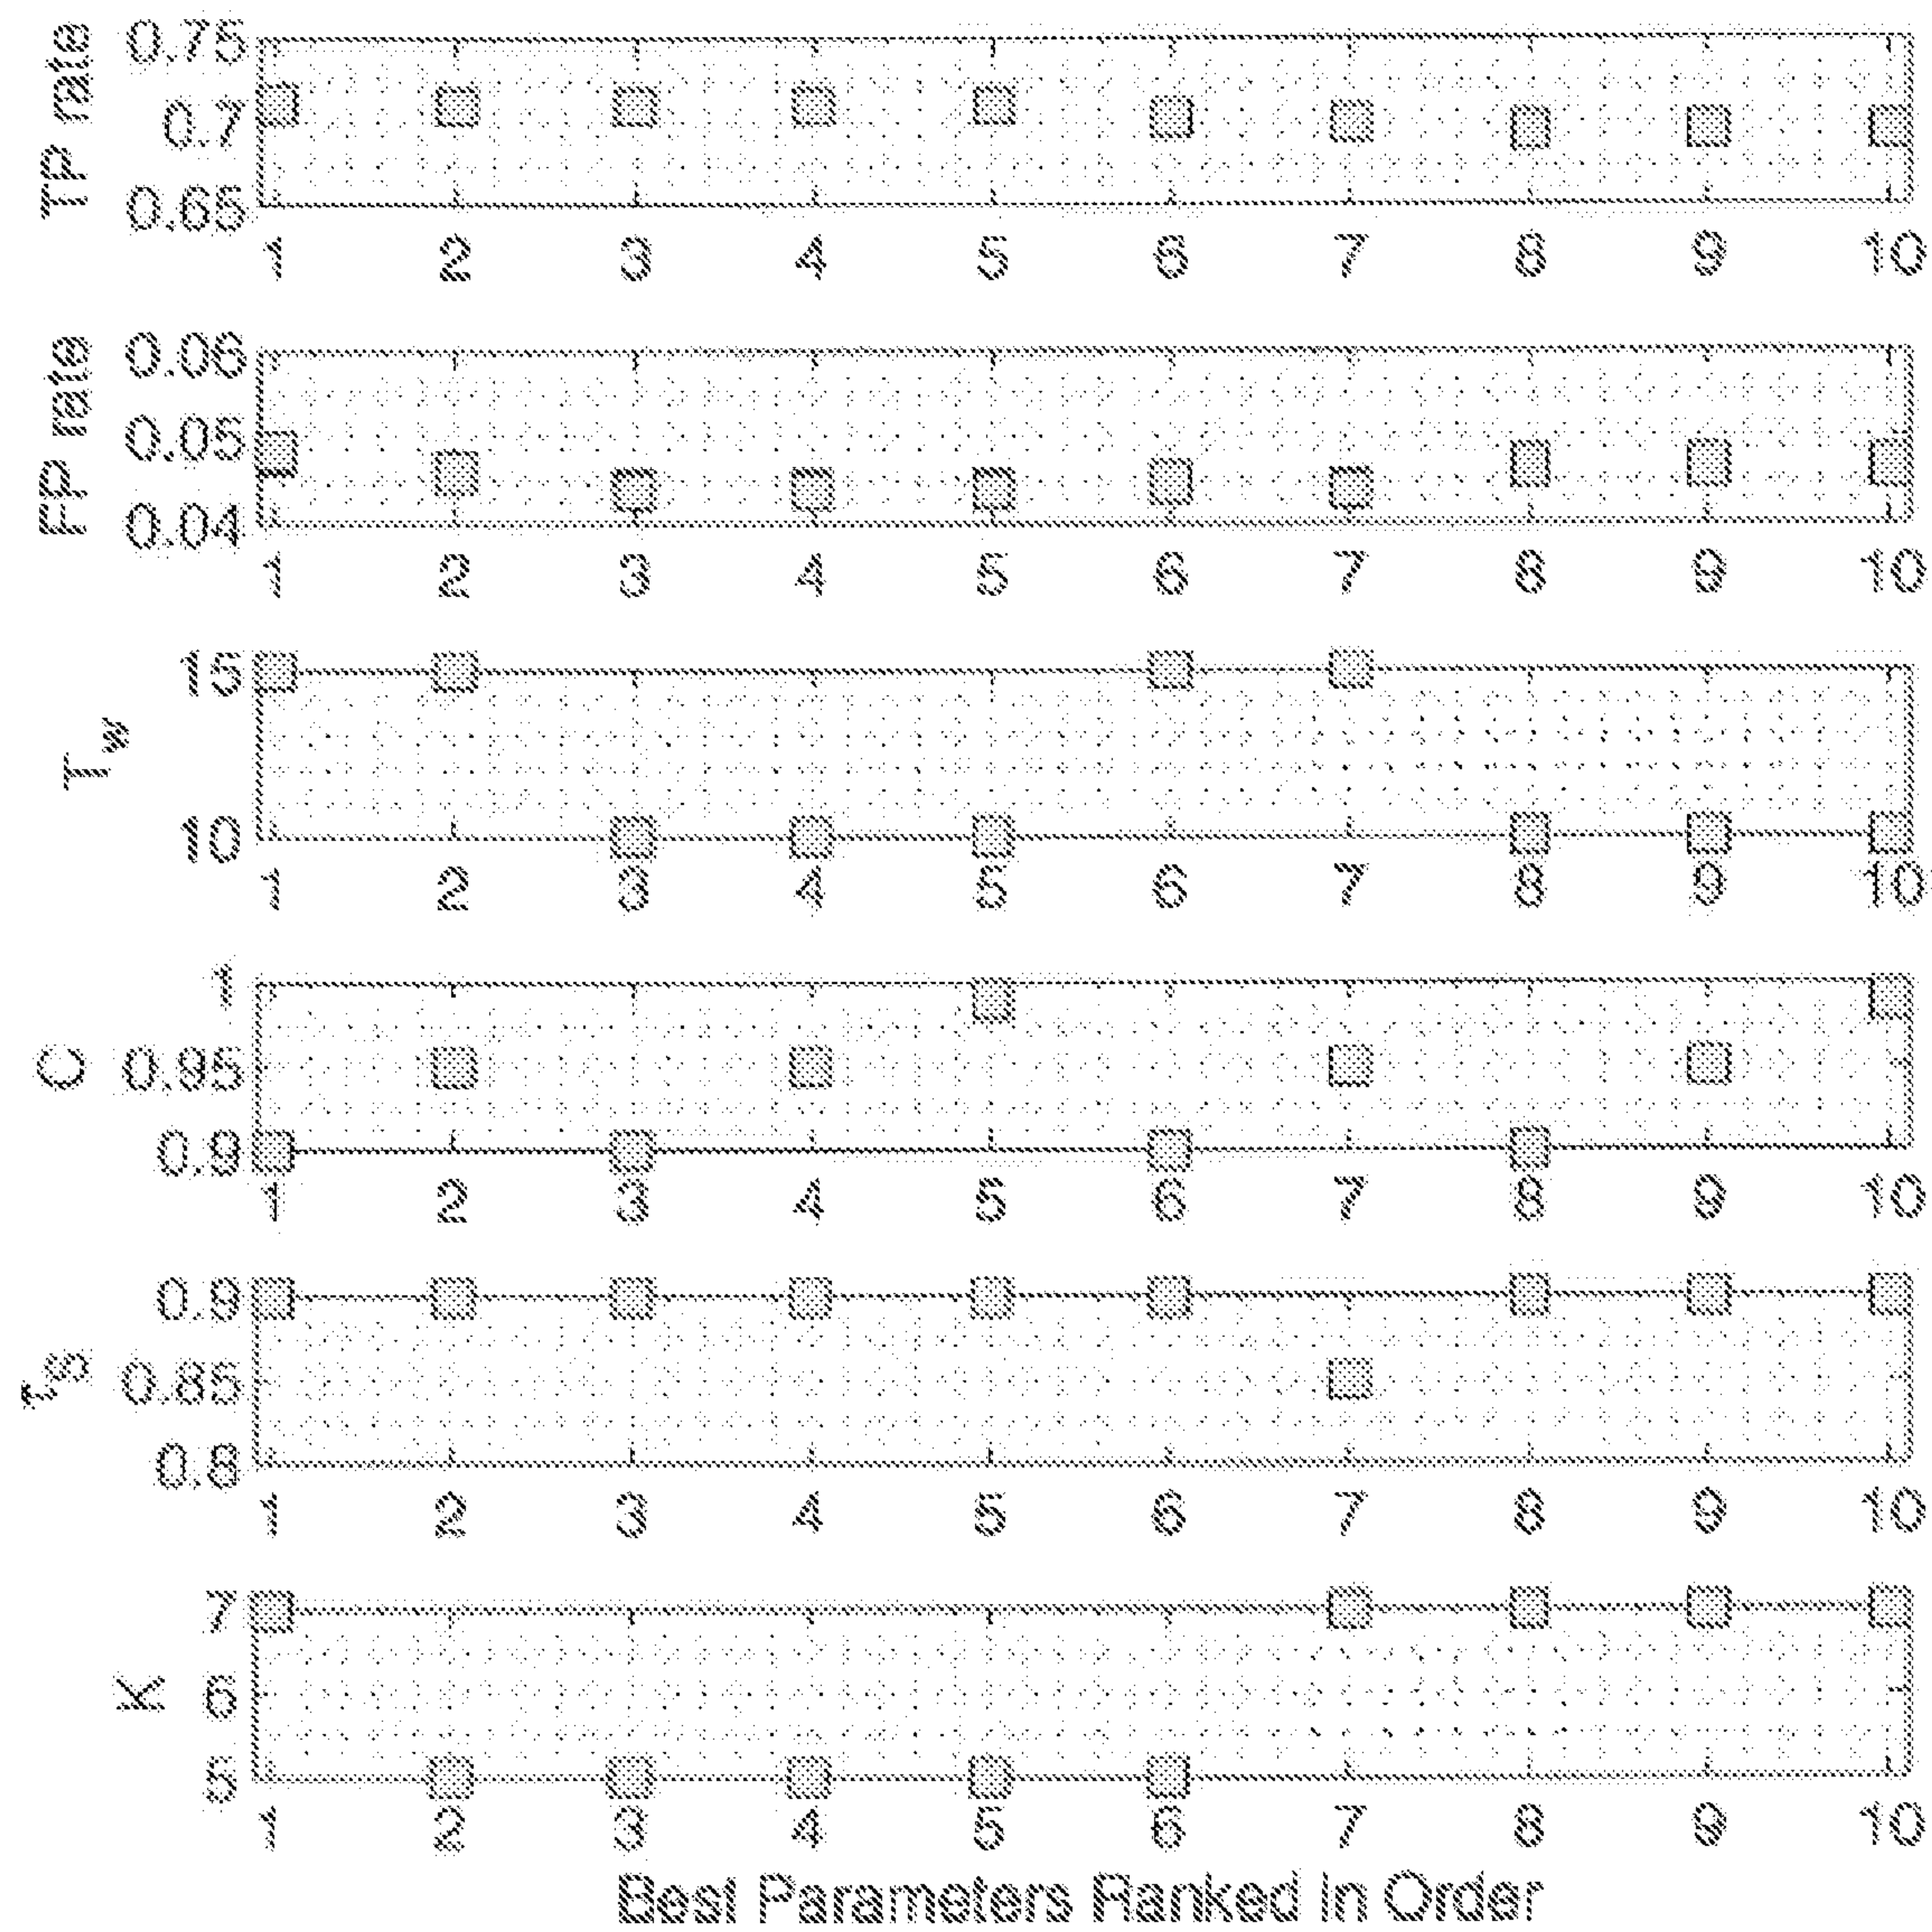 TP rate
0.75
0.7
0.65
1 2 3 4 5 6 7 8 9 10
FP rate
0.06
0.05
0.04
1 2 3 4 5 6 7 8 9 10
Tw
15
10
1 2 3 4 5 6 7 8 9 10
C
1
0.95
0.9
1 2 3 4 5 6 7 8 9 10
τS
0.9
0.85
0.8
1 2 3 4 5 6 7 8 9 10
K
7
6
5
1 2 3 4 5 6 7 8 9 10
Best Parameters Ranked In Order